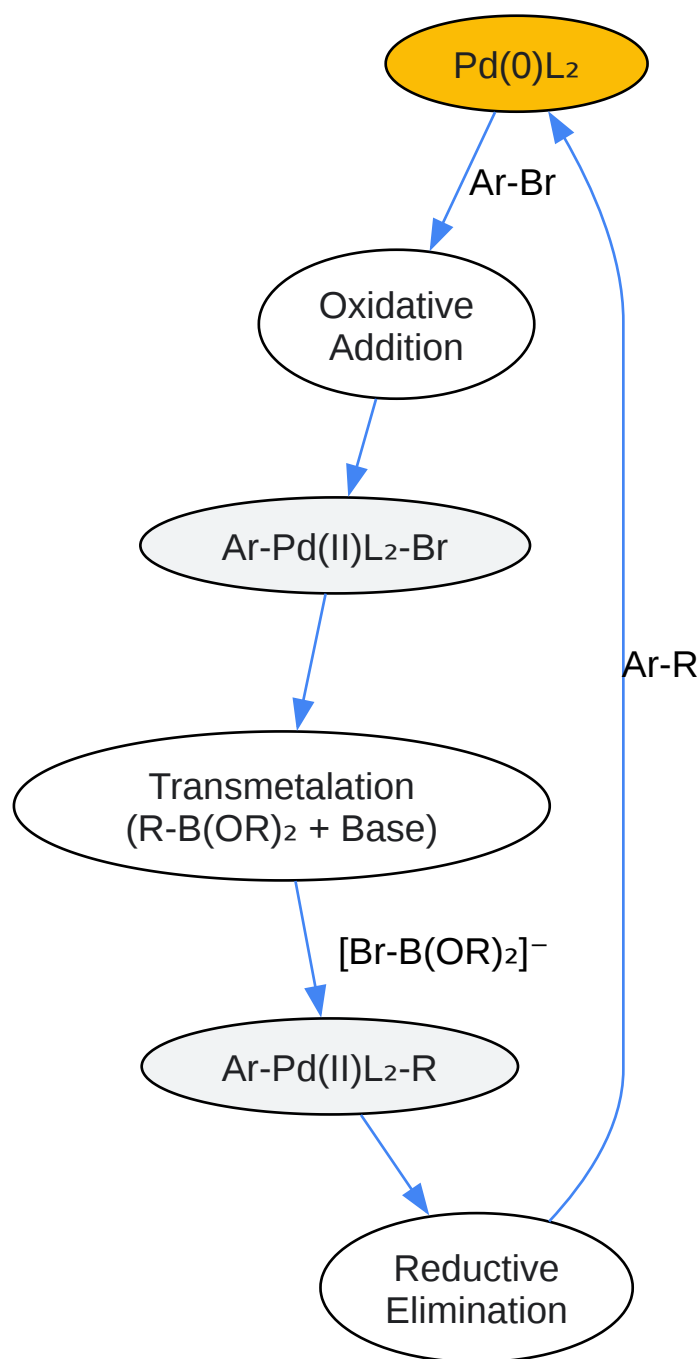 Pd(0)L₂
Ar-Br
Oxidative
Addition
Ar-Pd(II)L₂-Br
Ar-R
Transmetalation
(R-B(OR)₂ + Base)
[Br-B(OR)₂]⁻
Ar-Pd(II)L₂-R
Reductive
Elimination